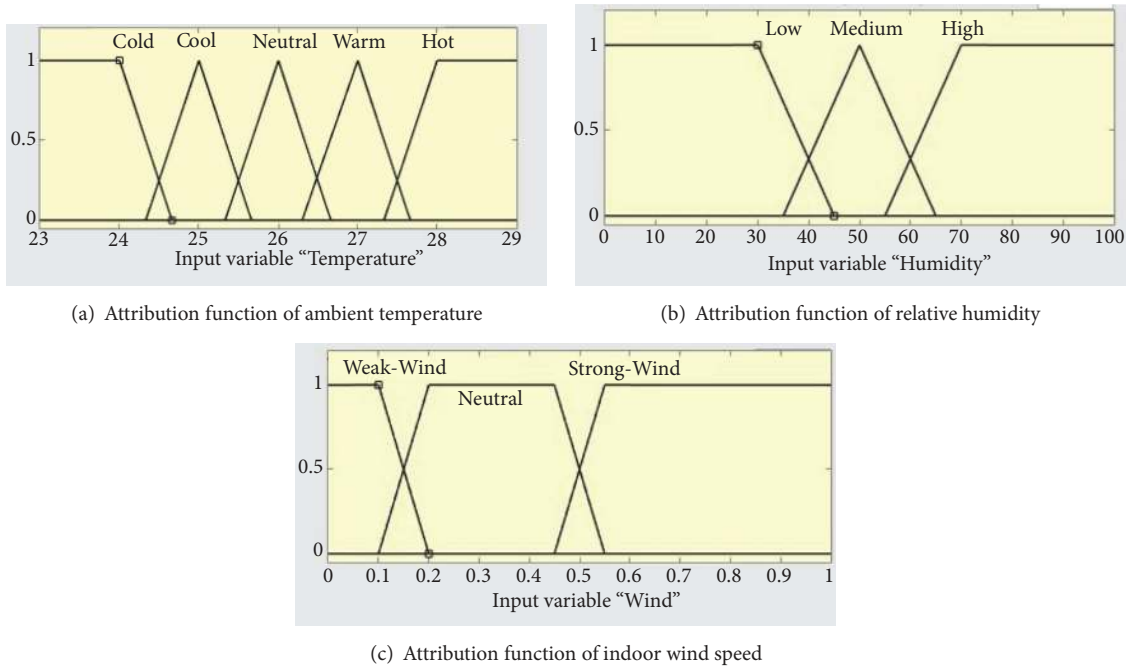 Cold Cool Neutral Warm Hot
1
0.5
0
23 24 25 26 27 28 29
Input variable “Temperature”
(a) Attribution function of ambient temperature
Low Medium High
1
0.5
0
0 10 20 30 40 50 60 70 80 90 100
Input variable “Humidity”
(b) Attribution function of relative humidity
Weak-Wind Strong-Wind
1
Neutral
0.5
0
0 0.1 0.2 0.3 0.4 0.5 0.6 0.7 0.8 0.9 1
Input variable “Wind”
(c) Attribution function of indoor wind speed